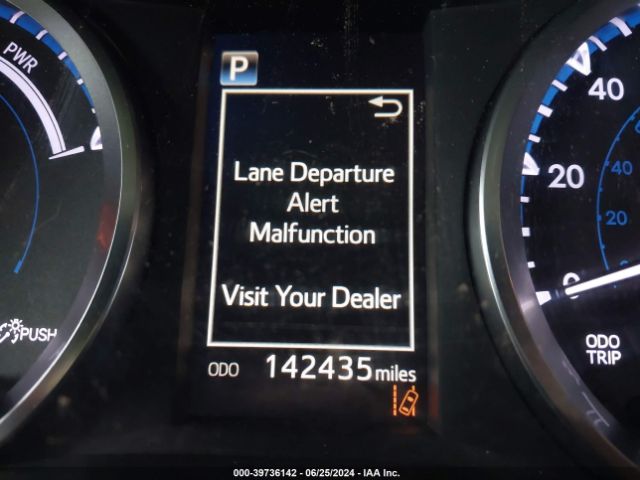 PWR
P
Lane Departure
Alert
Malfunction
Visit Your Dealer
ODO 142435 miles
PUSH
40
20
0
40
20
ODO
TRIP
000-39736142 - 06/25/2024 - IAA Inc.